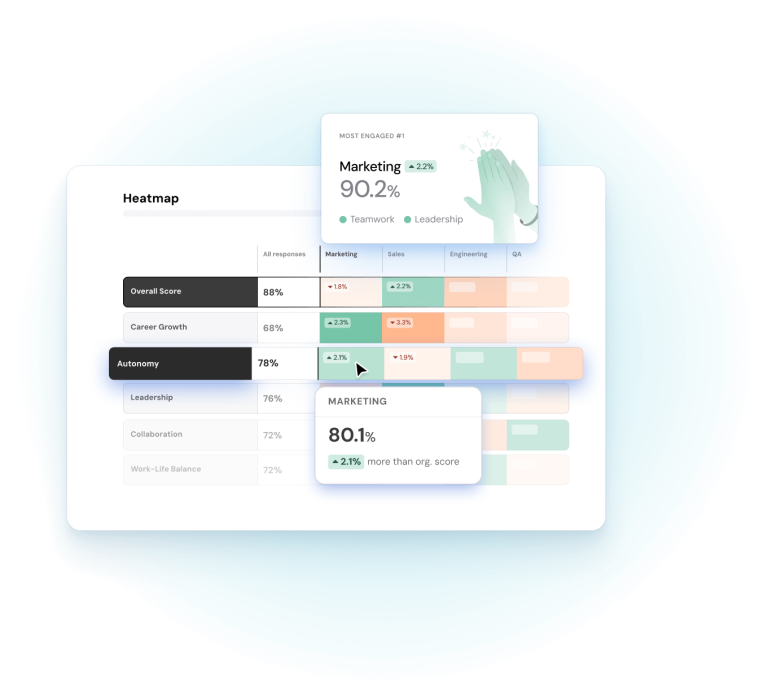 MOST ENGAGED #1
Marketing ▲ 2.2%
90.2%
Teamwork Leadership
Heatmap
All responses Marketing Sales Engineering QA
Overall Score 88% ▼ 1.8% ▲ 2.2%
Career Growth 68% ▲ 2.3% ▼ 3.3%
Autonomy 78% ▲ 2.1% ▼ 1.9%
Leadership 76%
MARKETING
Collaboration 72%
80.1%
▲ 2.1% more than org. score
Work-Life Balance 72%